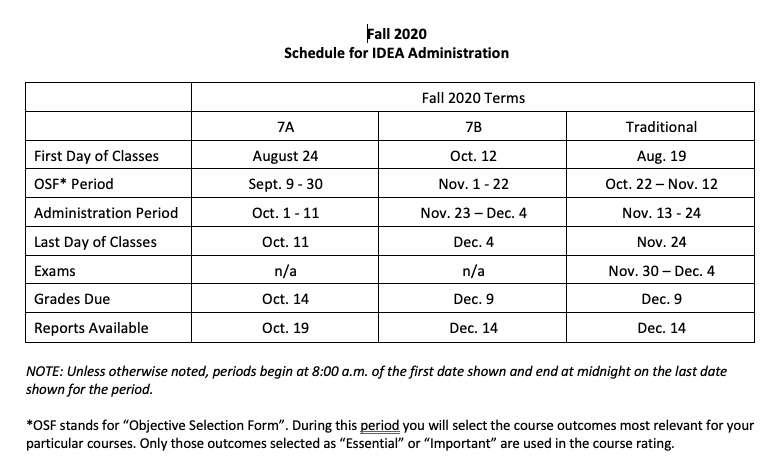 Fall 2020
Schedule for IDEA Administration
Fall 2020 Terms
7A 7B Traditional
First Day of Classes August 24 Oct. 12 Aug. 19
OSF* Period Sept. 9 - 30 Nov. 1 - 22 Oct. 22 – Nov. 12
Administration Period Oct. 1 - 11 Nov. 23 – Dec. 4 Nov. 13 - 24
Last Day of Classes Oct. 11 Dec. 4 Nov. 24
Exams n/a n/a Nov. 30 – Dec. 4
Grades Due Oct. 14 Dec. 9 Dec. 9
Reports Available Oct. 19 Dec. 14 Dec. 14
NOTE: Unless otherwise noted, periods begin at 8:00 a.m. of the first date shown and end at midnight on the last date
shown for the period.
*OSF stands for “Objective Selection Form”. During this period you will select the course outcomes most relevant for your
particular courses. Only those outcomes selected as “Essential” or “Important” are used in the course rating.